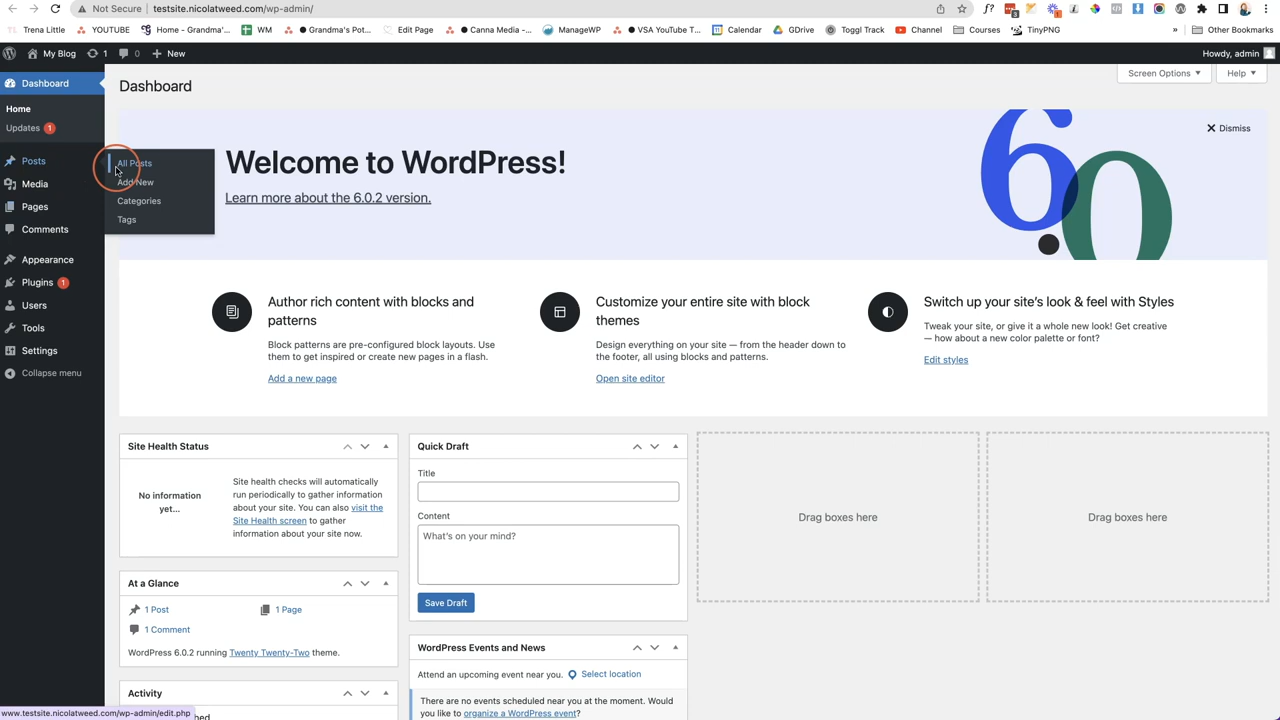 Not Secure | testsite.nicolatweed.com/wp-admin/
Trena Little
YOUTUBE
Home - Grandma'...
WM
Grandma's Pot...
Edit Page
Canna Media -...
ManageWP
VSA YouTube T...
Calendar
GDrive
Toggl Track
Channel
Courses
TinyPNG
»
Other Bookmarks
My Blog
1
0
+ New
Howdy, admin
Dashboard
Home
Updates 1
Posts
Media
Pages
Comments
Appearance
Plugins 1
Users
Tools
Settings
Collapse menu
All Posts
Add New
Categories
Tags
Dashboard
Screen Options
Help
Welcome to WordPress!
Learn more about the 6.0.2 version.
6.0
Dismiss
Author rich content with blocks and
patterns
Block patterns are pre-configured block layouts. Use
them to get inspired or create new pages in a flash.
Add a new page
Customize your entire site with block
themes
Design everything on your site — from the header down to
the footer, all using blocks and patterns.
Open site editor
Switch up your site's look & feel with Styles
Tweak your site, or give it a whole new look! Get creative
— how about a new color palette or font?
Edit styles
Site Health Status
No information
yet...
Site health checks will automatically
run periodically to gather information
about your site. You can also visit the
Site Health screen to gather
information about your site now.
At a Glance
1 Post
1 Page
1 Comment
WordPress 6.0.2 running Twenty Twenty-Two theme.
Activity
Quick Draft
Title
Content
What's on your mind?
Save Draft
WordPress Events and News
Attend an upcoming event near you.
Select location
There are no events scheduled near you at the moment. Would
you like to organize a WordPress event?
Drag boxes here
Drag boxes here
www.testsite.nicolatweed.com/wp-admin/edit.php